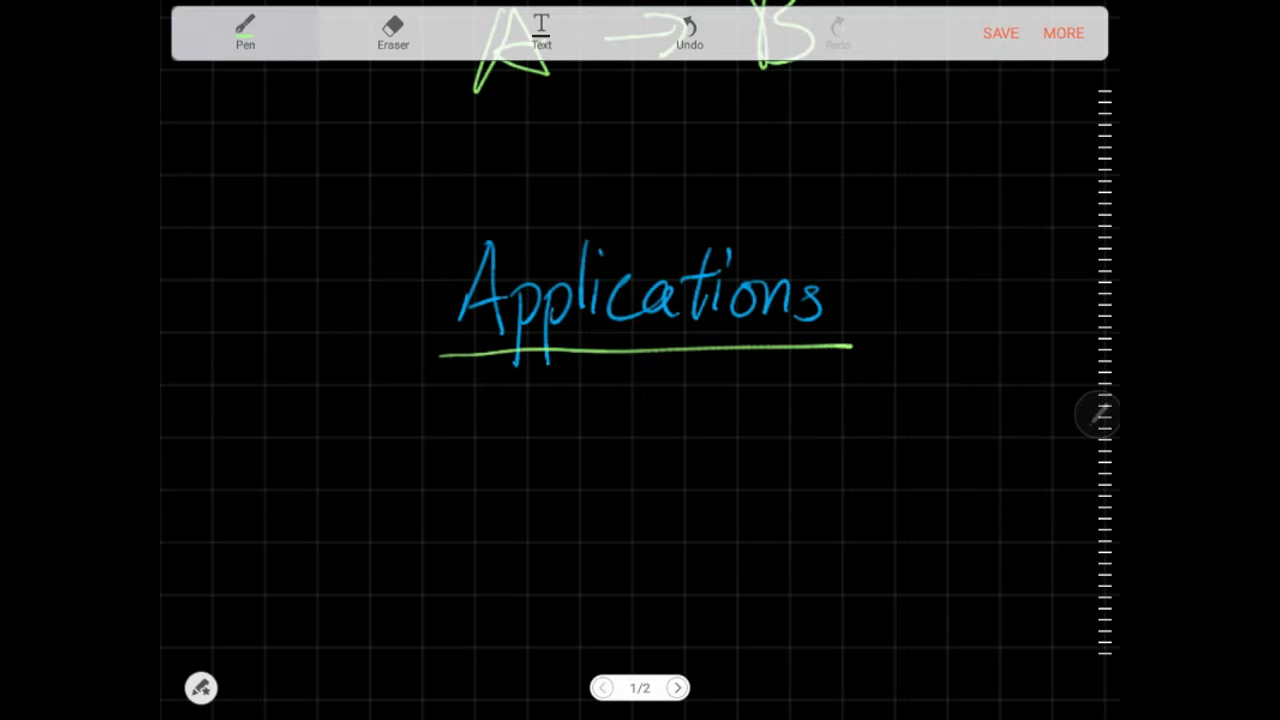 A → B
Pen Eraser Text Undo Redo SAVE MORE
Applications
1/2